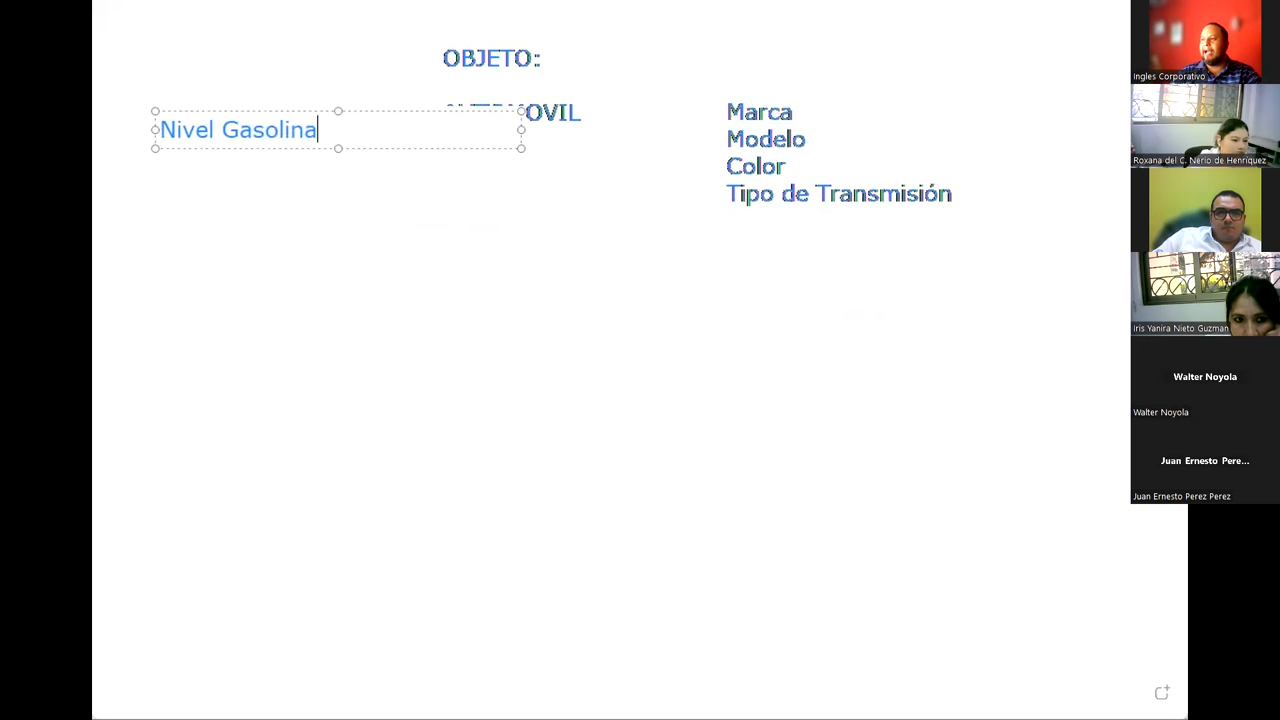 OBJETO:
OVIL
Nivel Gasolina
Marca
Modelo
Color
Tipo de Transmisión
Ingles Corporativo
Roxana del C. Nerio de Henriquez
Iris Yanira Nieto Guzman
Walter Noyola
Walter Noyola
Juan Ernesto Pere...
Juan Ernesto Perez Perez